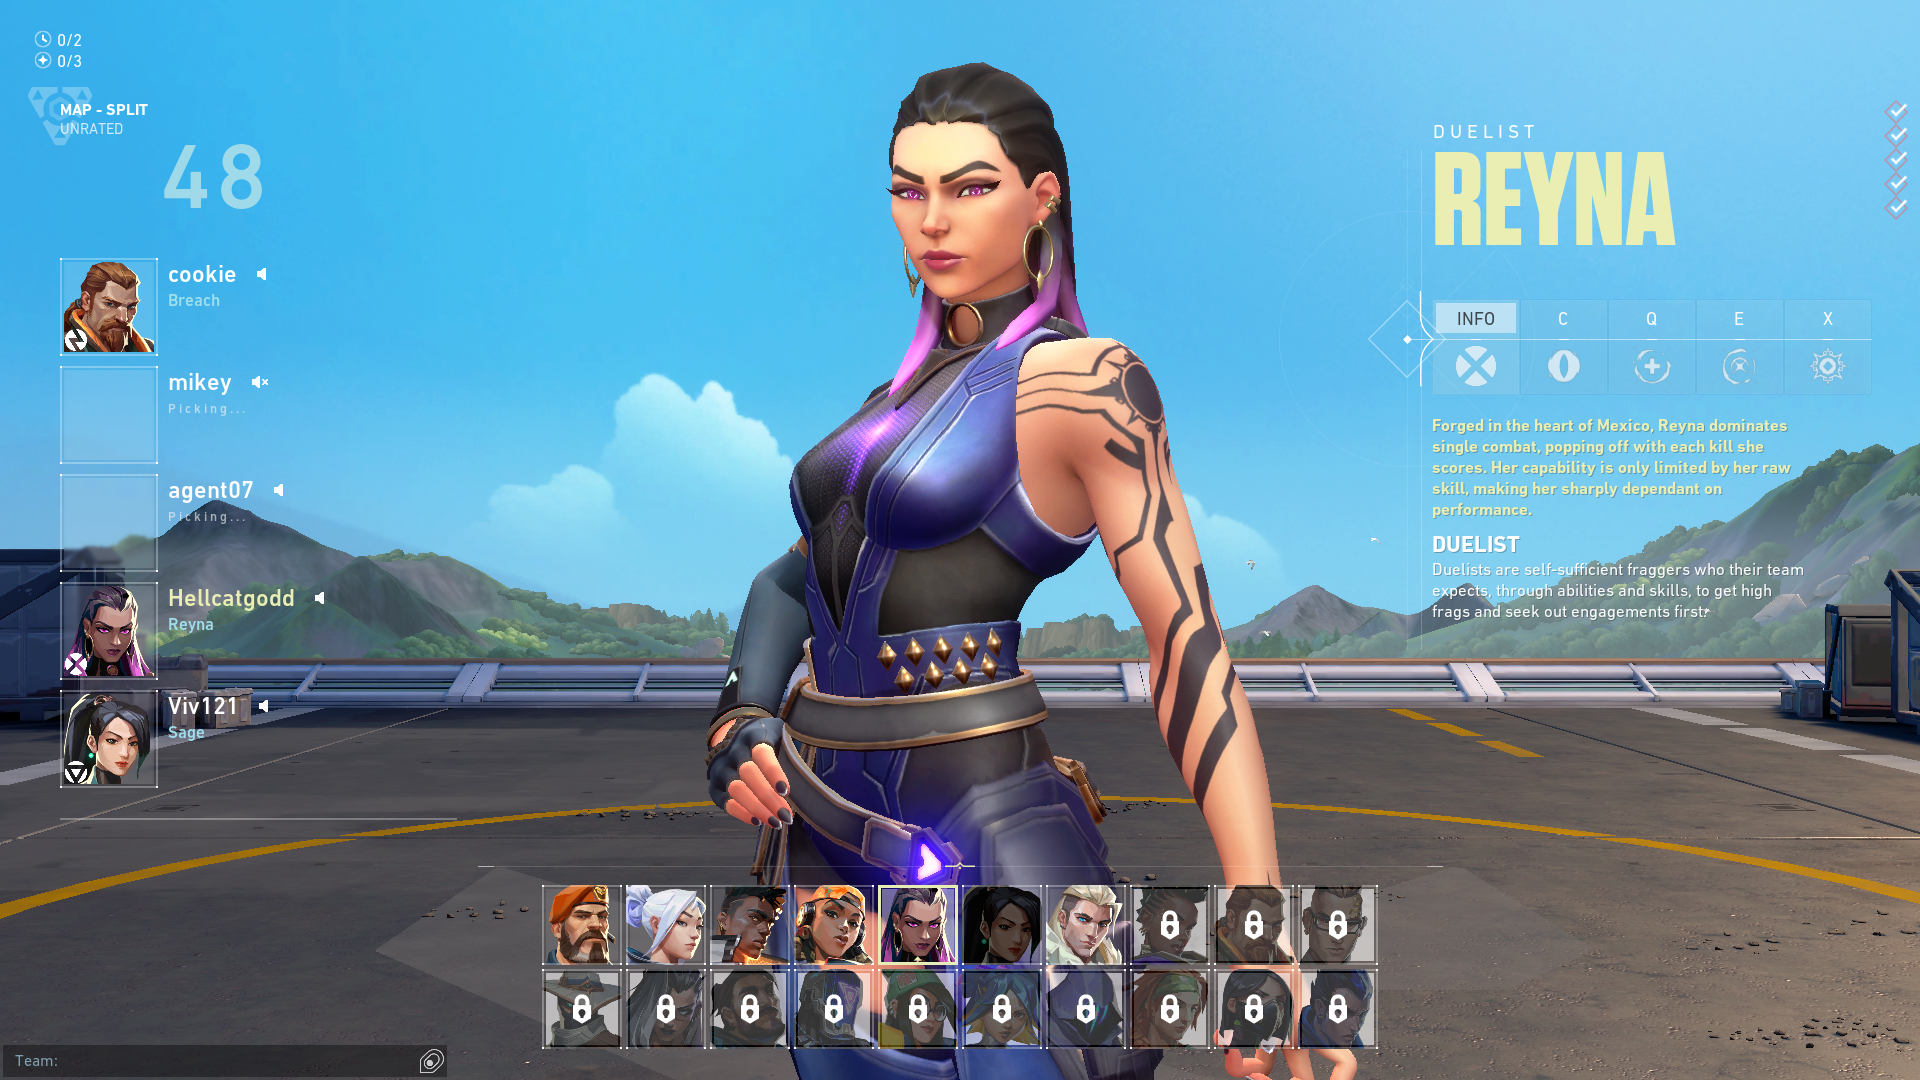 0/2
0/3
MAP - SPLIT
UNRATED
48
cookie
Breach
mikey
Picking...
agent07
Picking...
Hellcatgodd
Reyna
Viv121
Sage
DUELIST
REYNA
INFO C Q E X
Forged in the heart of Mexico, Reyna dominates
single combat, popping off with each kill she
scores. Her capability is only limited by her raw
skill, making her sharply dependant on
performance.
DUELIST
Duelists are self-sufficient fraggers who their team
expects, through abilities and skills, to get high
frags and seek out engagements first.
Team: